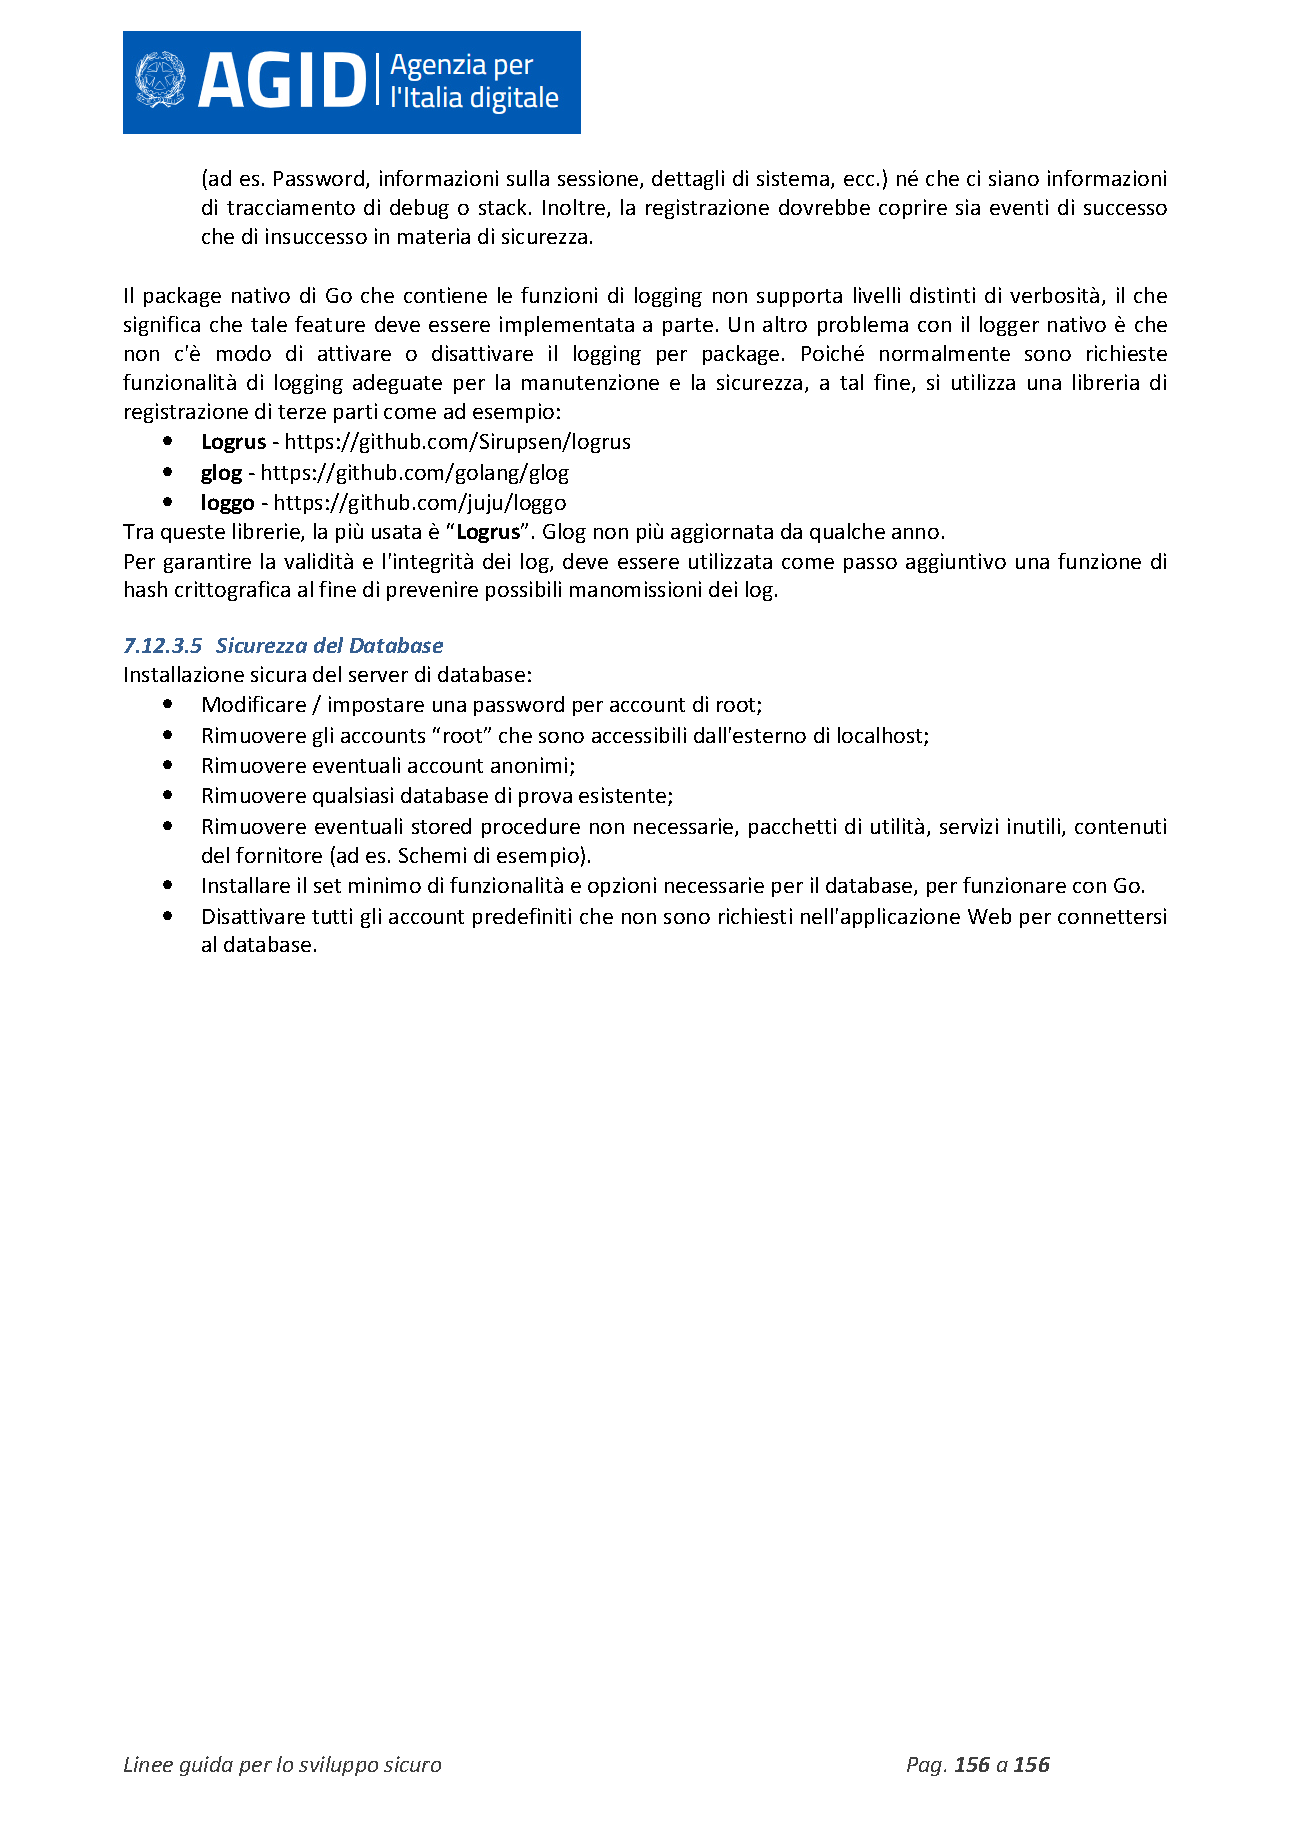 AGID Agenzia per
l'Italia digitale
(ad es. Password, informazioni sulla sessione, dettagli di sistema, ecc.) né che ci siano informazioni
di tracciamento di debug o stack. Inoltre, la registrazione dovrebbe coprire sia eventi di successo
che di insuccesso in materia di sicurezza.
Il package nativo di Go che contiene le funzioni di logging non supporta livelli distinti di verbosità, il che
significa che tale feature deve essere implementata a parte. Un altro problema con il logger nativo è che
non c'è modo di attivare o disattivare il logging per package. Poiché normalmente sono richieste
funzionalità di logging adeguate per la manutenzione e la sicurezza, a tal fine, si utilizza una libreria di
registrazione di terze parti come ad esempio:
• Logrus - https://github.com/Sirupsen/logrus
• glog - https://github.com/golang/glog
• loggo - https://github.com/juju/loggo
Tra queste librerie, la più usata è “Logrus”. Glog non più aggiornata da qualche anno.
Per garantire la validità e l'integrità dei log, deve essere utilizzata come passo aggiuntivo una funzione di
hash crittografica al fine di prevenire possibili manomissioni dei log.
7.12.3.5 Sicurezza del Database
Installazione sicura del server di database:
• Modificare / impostare una password per account di root;
• Rimuovere gli accounts “root” che sono accessibili dall'esterno di localhost;
• Rimuovere eventuali account anonimi;
• Rimuovere qualsiasi database di prova esistente;
• Rimuovere eventuali stored procedure non necessarie, pacchetti di utilità, servizi inutili, contenuti
del fornitore (ad es. Schemi di esempio).
• Installare il set minimo di funzionalità e opzioni necessarie per il database, per funzionare con Go.
• Disattivare tutti gli account predefiniti che non sono richiesti nell'applicazione Web per connettersi
al database.
Linee guida per lo sviluppo sicuro Pag. 156 a 156